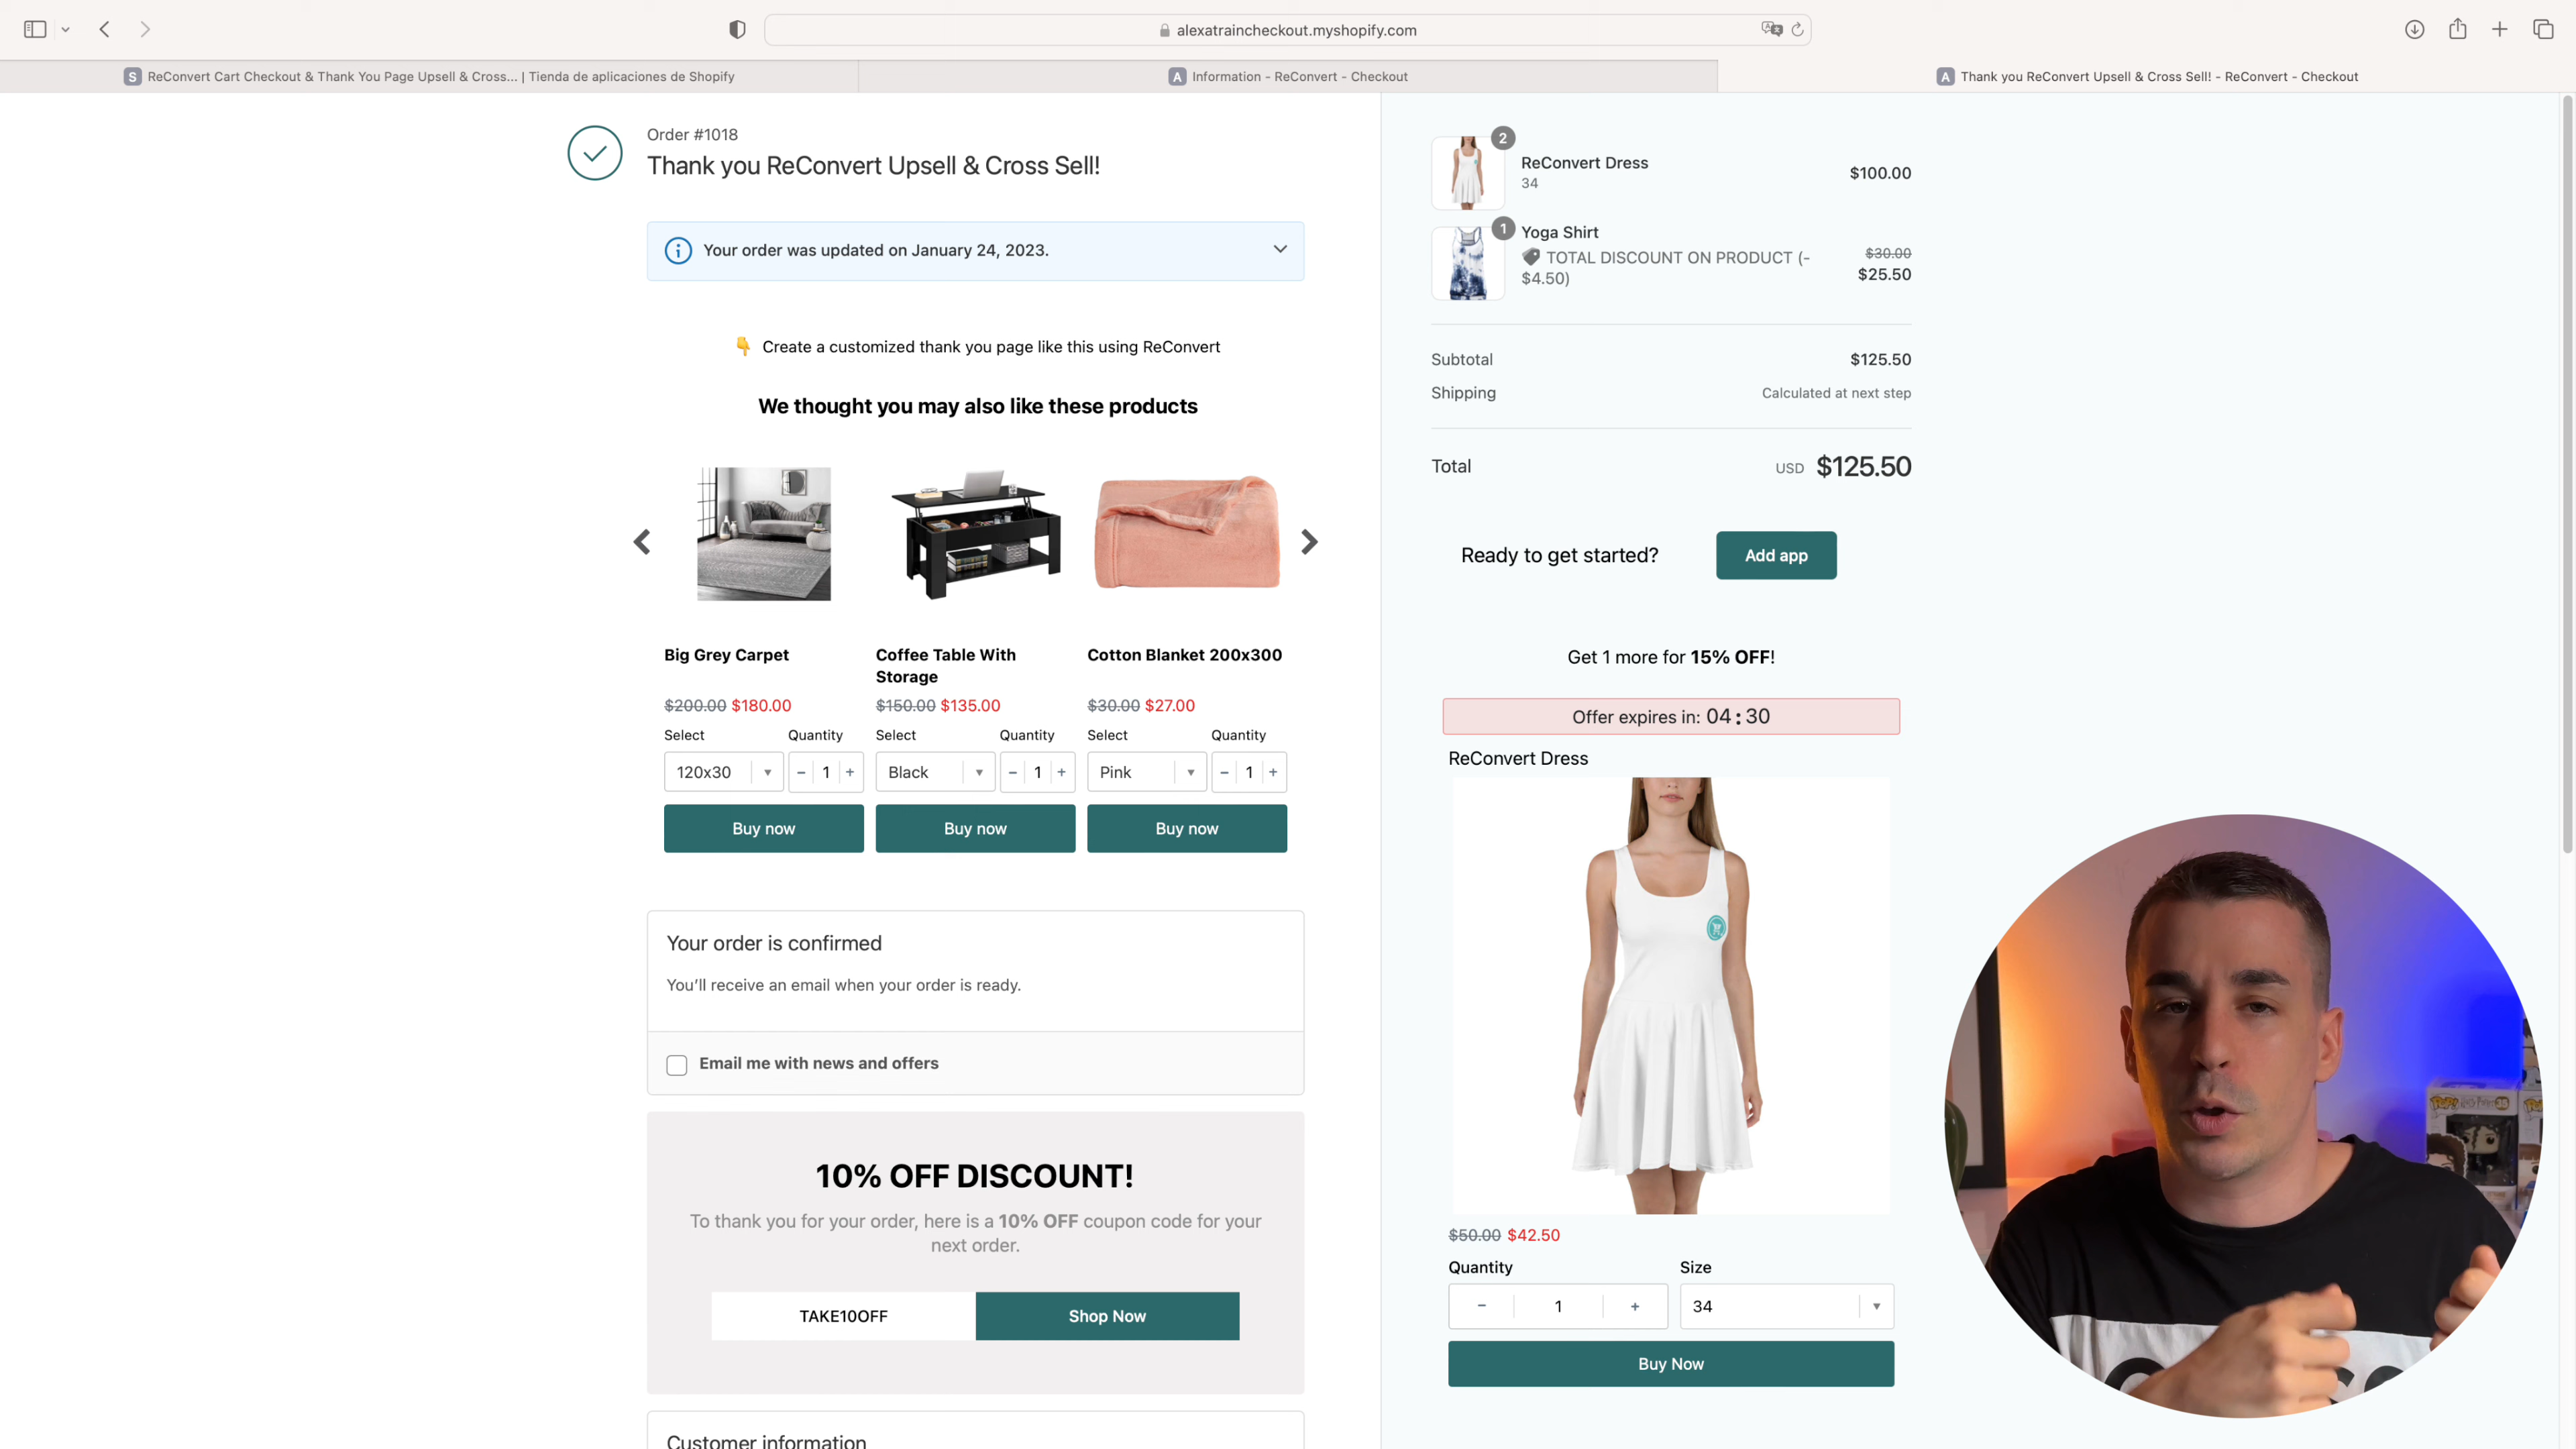 alexatraincheckout.myshopify.com
S ReConvert Cart Checkout & Thank You Page Upsell & Cross... | Tienda de aplicaciones de Shopify
A Information - ReConvert - Checkout
A Thank you ReConvert Upsell & Cross Sell! - ReConvert - Checkout
Order #1018
Thank you ReConvert Upsell & Cross Sell!
Your order was updated on January 24, 2023.
👇 Create a customized thank you page like this using ReConvert
We thought you may also like these products
Big Grey Carpet
$200.00 $180.00
Select Quantity
120x30 − 1 +
Buy now
Coffee Table With
Storage
$150.00 $135.00
Select Quantity
Black − 1 +
Buy now
Cotton Blanket 200x300
$30.00 $27.00
Select Quantity
Pink − 1 +
Buy now
Your order is confirmed
You’ll receive an email when your order is ready.
Email me with news and offers
10% OFF DISCOUNT!
To thank you for your order, here is a 10% OFF coupon code for your
next order.
TAKE10OFF Shop Now
Customer information
2
ReConvert Dress
34
$100.00
1
Yoga Shirt
TOTAL DISCOUNT ON PRODUCT (-
$4.50)
$30.00
$25.50
Subtotal $125.50
Shipping Calculated at next step
Total USD $125.50
Ready to get started? Add app
Get 1 more for 15% OFF!
Offer expires in: 04:30
ReConvert Dress
$50.00 $42.50
Quantity Size
− 1 + 34
Buy Now